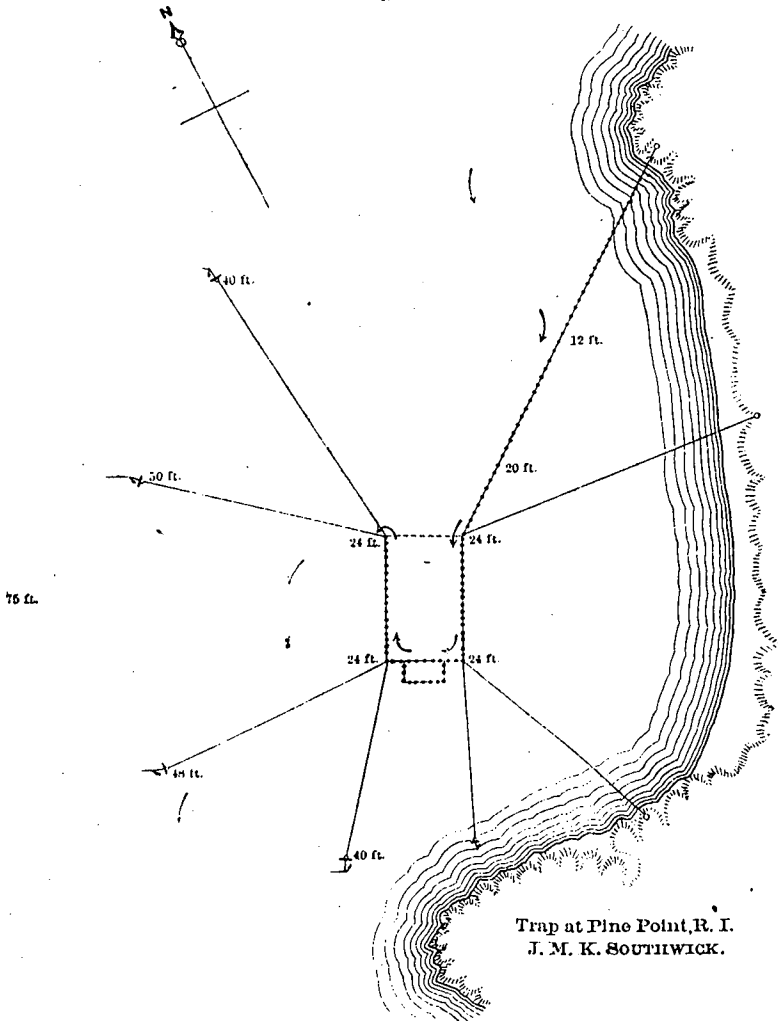 N
40 ft.
12 ft.
50 ft.
20 ft.
24 ft.
24 ft.
75 ft.
24 ft.
24 ft.
48 ft.
40 ft.
Trap at Pine Point, R. I.
J. M. K. SOUTHWICK.